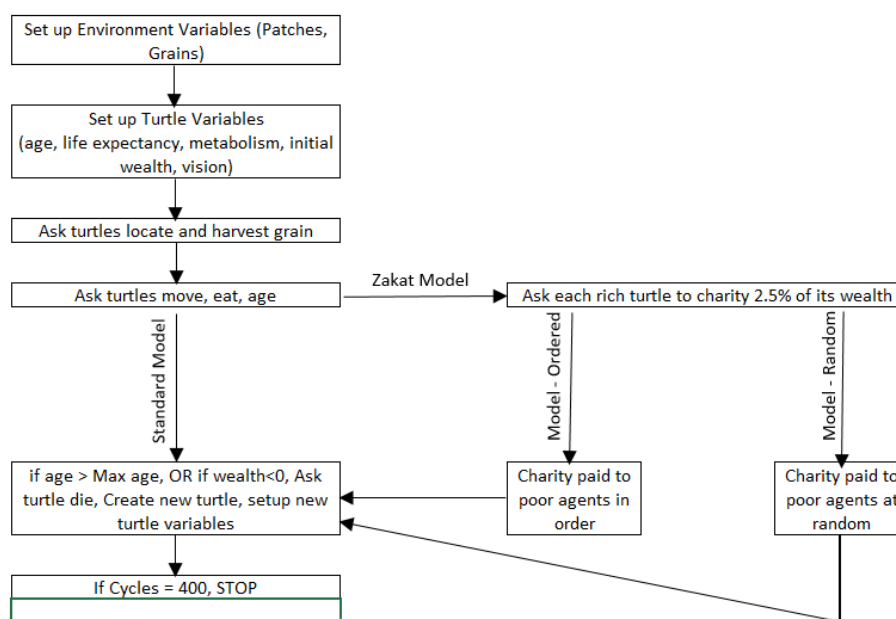 Set up Environment Variables (Patches,
Grains)
Set up Turtle Variables
(age, life expectancy, metabolism, initial
wealth, vision)
Ask turtles locate and harvest grain
Ask turtles move, eat, age
Zakat Model
Ask each rich turtle to charity 2.5% of its wealth
Standard Model
Model - Ordered
Model - Random
if age > Max age, OR if wealth<0, Ask
turtle die, Create new turtle, setup new
turtle variables
Charity paid to
poor agents in
order
Charity paid to
poor agents at
random
If Cycles = 400, STOP